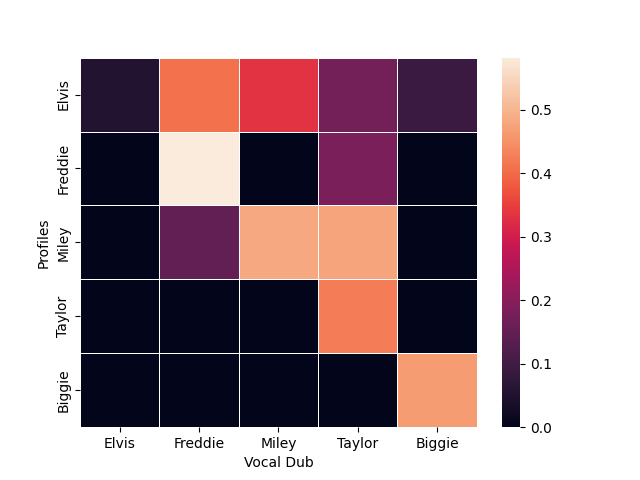 Profiles
Elvis
Freddie
Miley
Taylor
Biggie
Elvis Freddie Miley Taylor Biggie
Vocal Dub
0.5
0.4
0.3
0.2
0.1
0.0